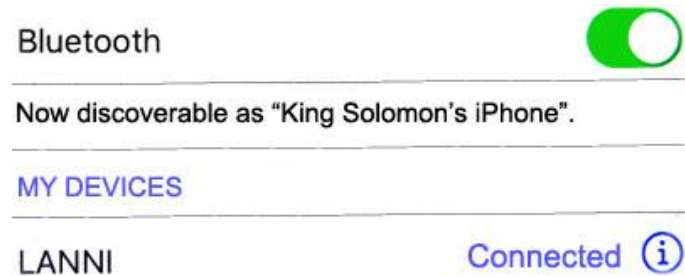 Bluetooth
Now discoverable as “King Solomon’s iPhone”.
MY DEVICES
LANNI Connected i